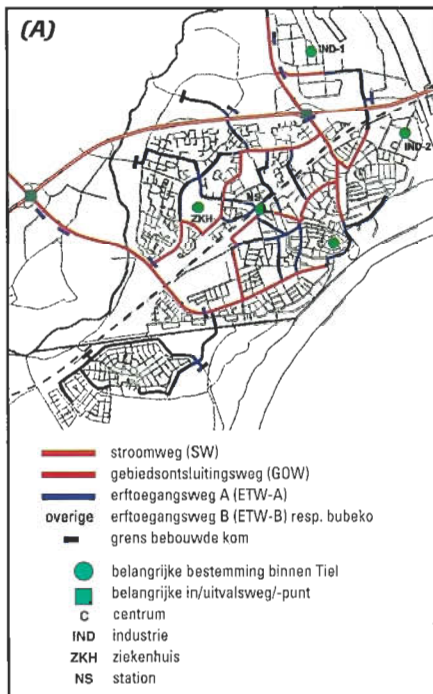 (A)
IND-1
C
IND-2
NS
ZKH
stroomweg (SW)
gebiedsontsluitingsweg (GOW)
erftoegangsweg A (ETW-A)
overige erftoegangsweg B (ETW-B) resp. bubeko
grens bebouwde kom
belangrijke bestemming binnen Tiel
belangrijke in/uitvalsweg/-punt
C centrum
IND industrie
ZKH ziekenhuis
NS station